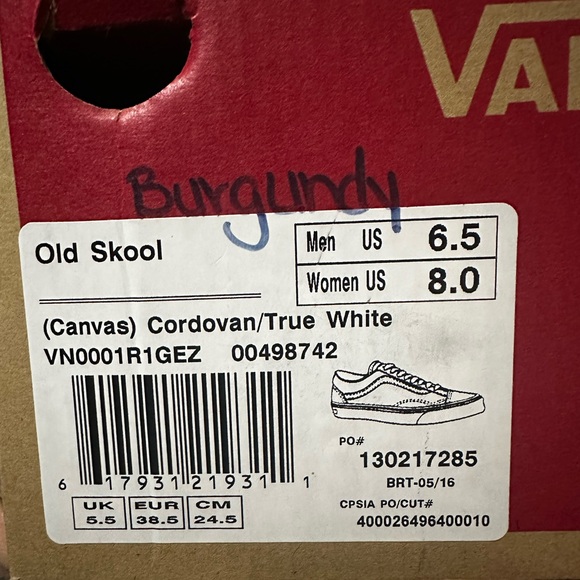 VAN
Burgundy
Old Skool
Men US 6.5
Women US 8.0
(Canvas) Cordovan/True White
VN0001R1GEZ 00498742
6 17931 21931 1
PO#
130217285
BRT-05/16
CPSIA PO/CUT#
400026496400010
UK EUR CM
5.5 38.5 24.5